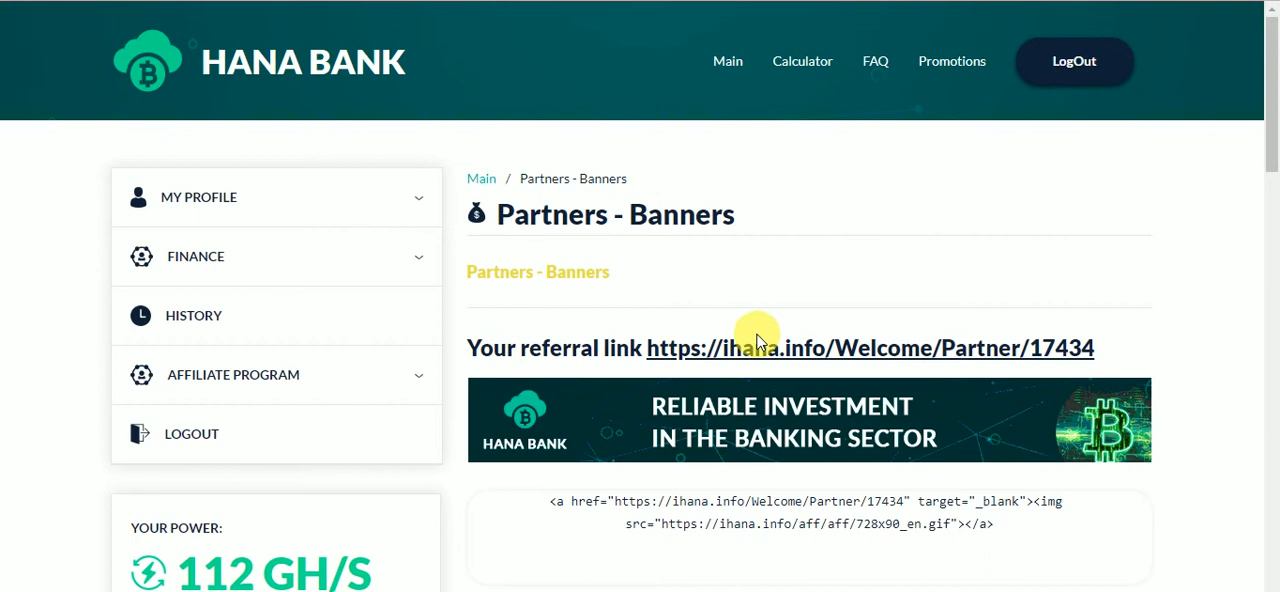 HANA BANK
Main
Calculator
FAQ
Promotions
LogOut
MY PROFILE
FINANCE
HISTORY
AFFILIATE PROGRAM
LOGOUT
YOUR POWER:
112 GH/S
Main / Partners - Banners
Partners - Banners
Partners - Banners
Your referral link https://ihana.info/Welcome/Partner/17434
HANA BANK
RELIABLE INVESTMENT
IN THE BANKING SECTOR
<a href="https://ihana.info/Welcome/Partner/17434" target="_blank"><img
src="https://ihana.info/aff/aff/728x90_en.gif"></a>